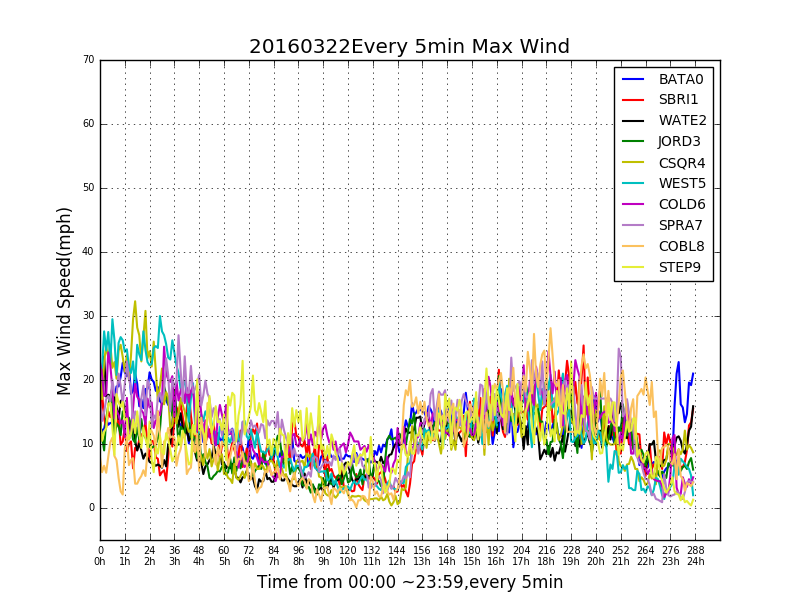 20160322Every 5min Max Wind
70
60
50
40
30
20
10
0
Max Wind Speed(mph)
BATA0
SBRI1
WATE2
JORD3
CSQR4
WEST5
COLD6
SPRA7
COBL8
STEP9
0 12 24 36 48 60 72 84 96 108 120 132 144 156 168 180 192 204 216 228 240 252 264 276 288
0h 1h 2h 3h 4h 5h 6h 7h 8h 9h 10h 11h 12h 13h 14h 15h 16h 17h 18h 19h 20h 21h 22h 23h 24h
Time from 00:00 ~23:59,every 5min